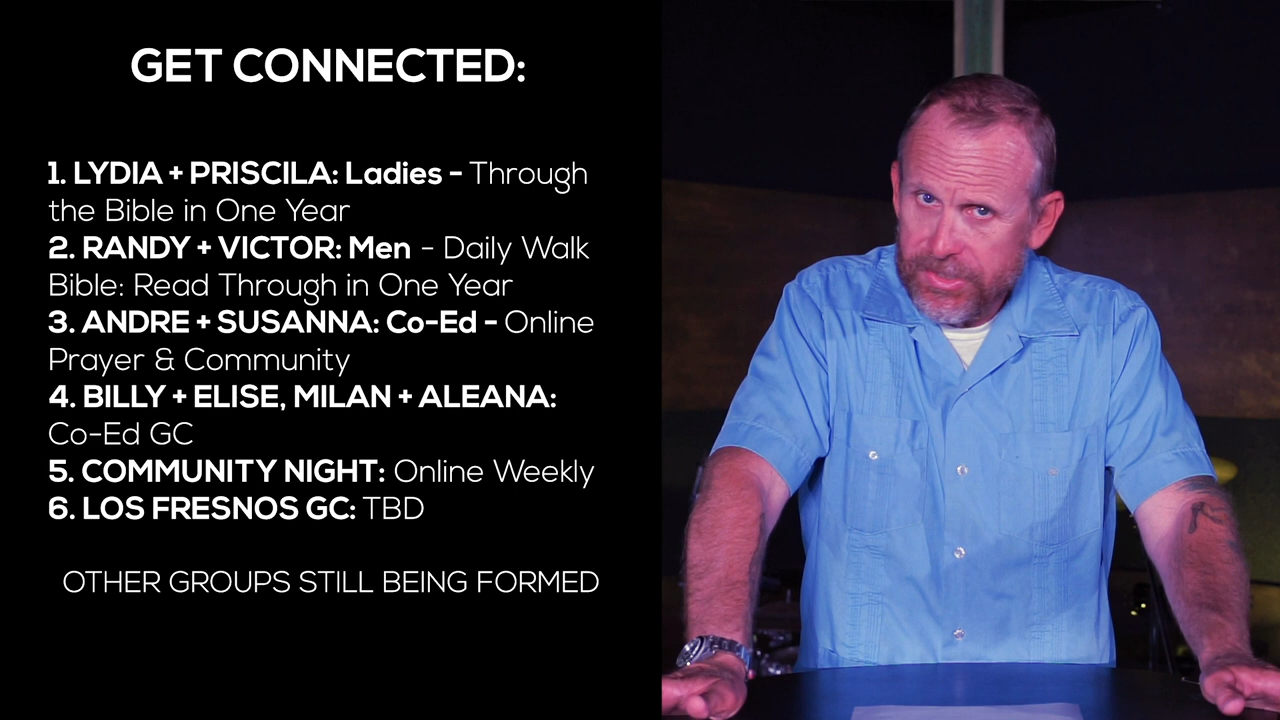 GET CONNECTED:
1. LYDIA + PRISCILA: Ladies - Through
the Bible in One Year
2. RANDY + VICTOR: Men - Daily Walk
Bible: Read Through in One Year
3. ANDRE + SUSANNA: Co-Ed - Online
Prayer & Community
4. BILLY + ELISE, MILAN + ALEANA:
Co-Ed GC
5. COMMUNITY NIGHT: Online Weekly
6. LOS FRESNOS GC: TBD
OTHER GROUPS STILL BEING FORMED